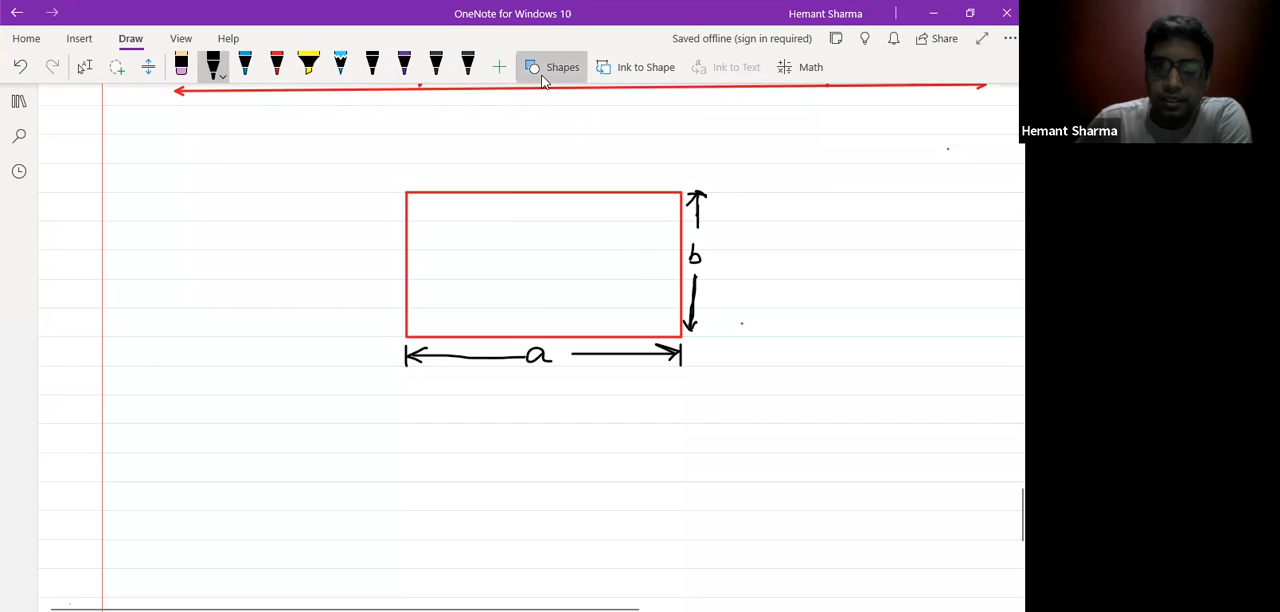 OneNote for Windows 10
Hemant Sharma
Home Insert Draw View Help
Saved offline (sign in required)
Share
Shapes
Ink to Shape
Ink to Text
Math
Hemant Sharma
b
a